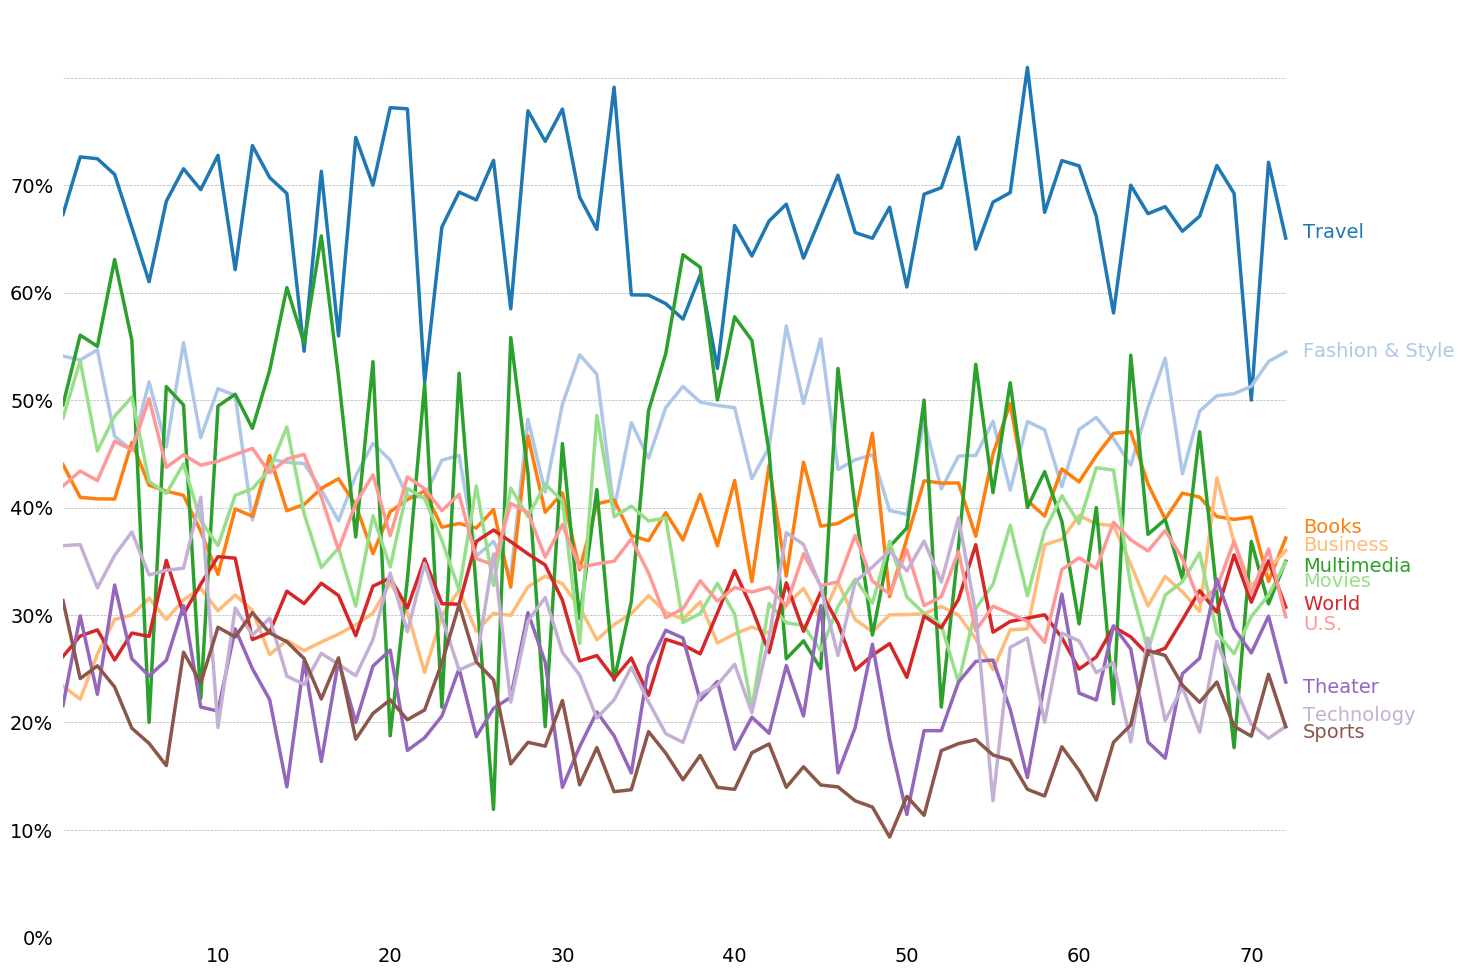 70%
60%
50%
40%
30%
20%
10%
0%
10 20 30 40 50 60 70
Travel
Fashion & Style
Books
Business
Multimedia
Movies
World
U.S.
Theater
Technology
Sports